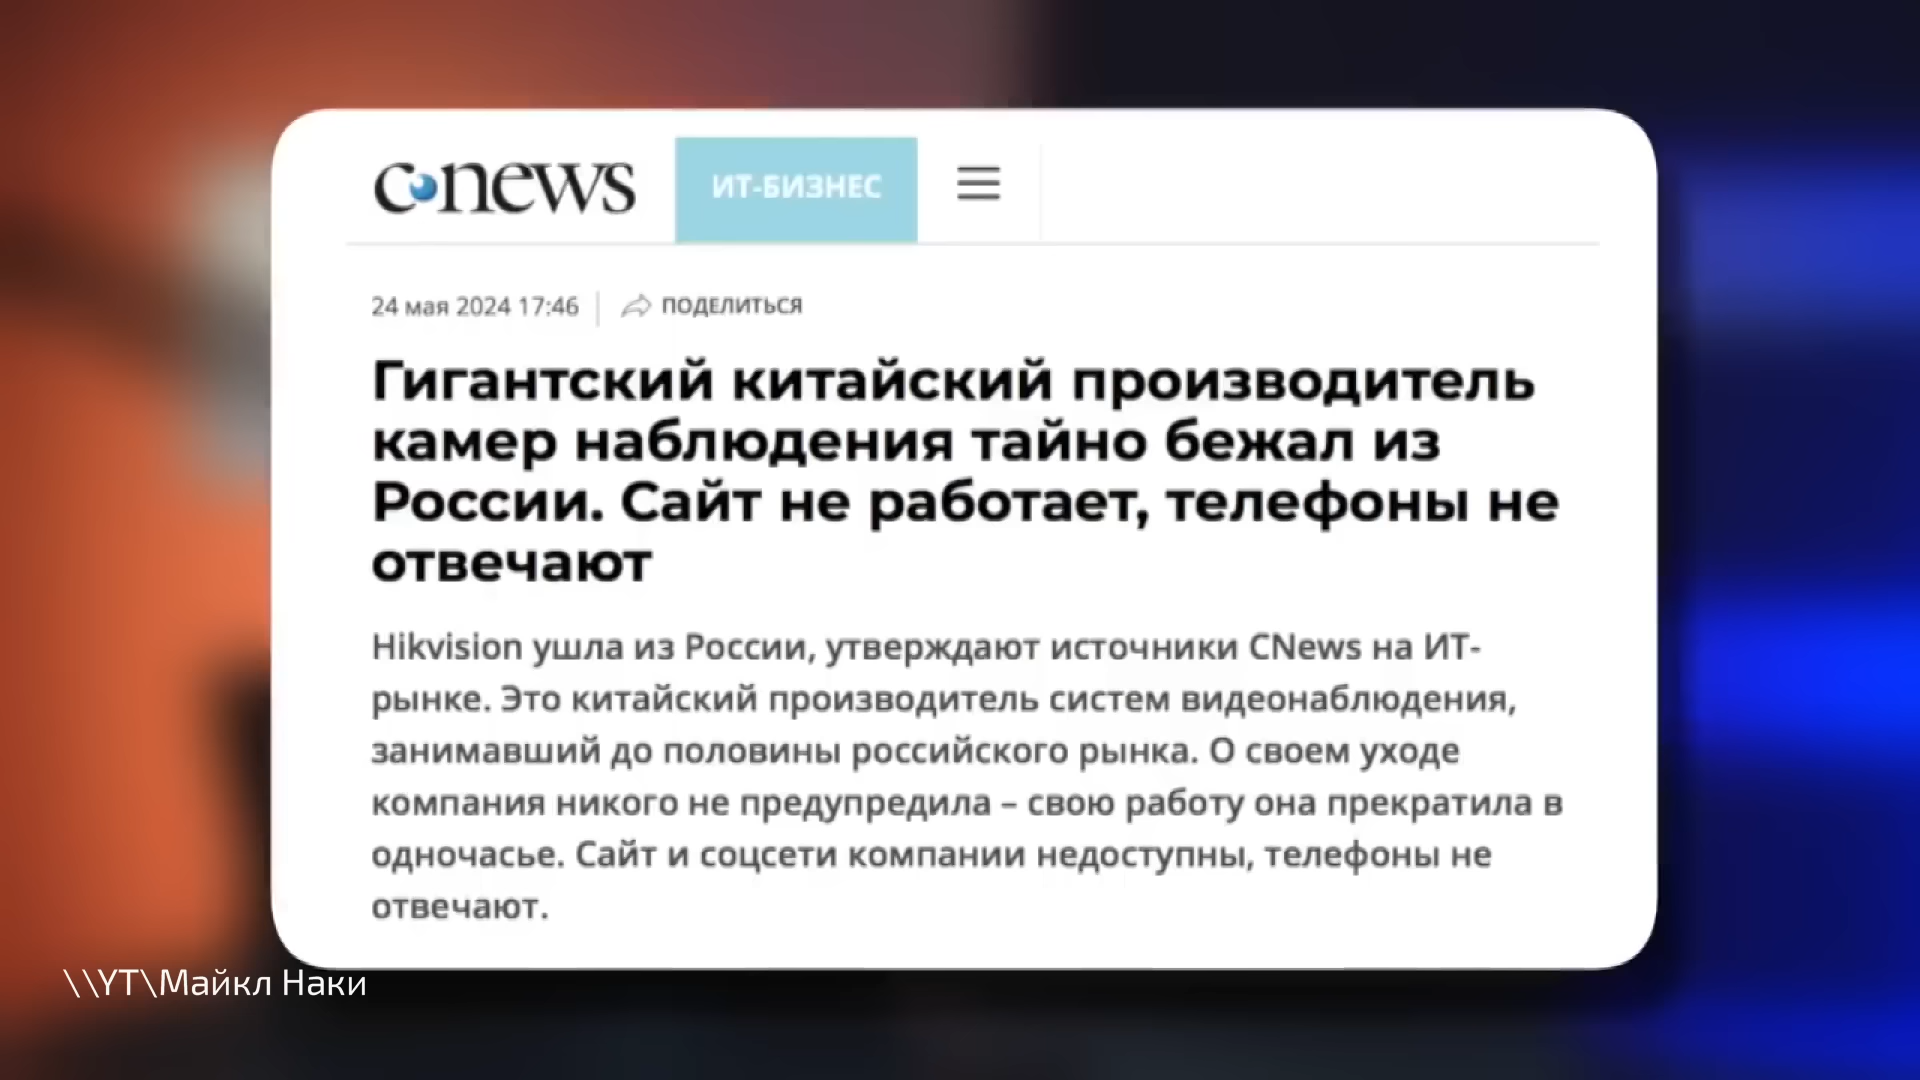 cnews
ИТ-БИЗНЕС
24 мая 2024 17:46
ПОДЕЛИТЬСЯ
Гигантский китайский производитель
камер наблюдения тайно бежал из
России. Сайт не работает, телефоны не
отвечают
Hikvision ушла из России, утверждают источники CNews на ИТ-
рынке. Это китайский производитель систем видеонаблюдения,
занимавший до половины российского рынка. О своем уходе
компания никого не предупредила – свою работу она прекратила в
одночасье. Сайт и соцсети компании недоступны, телефоны не
отвечают.
\\YT\Майкл Наки